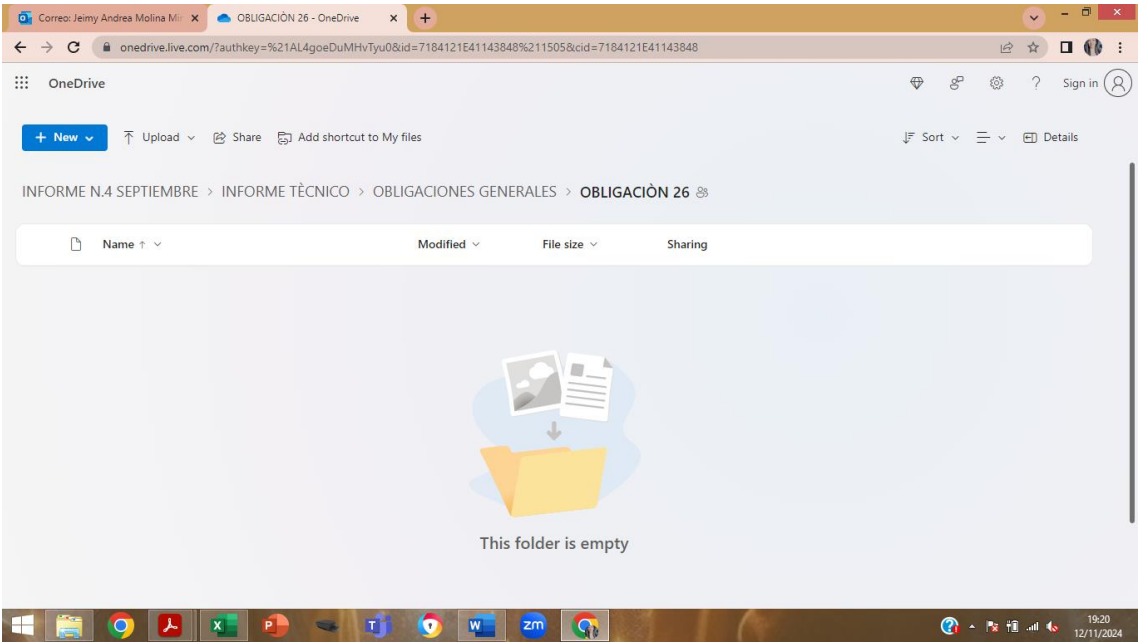 Correo: Jeimy Andrea Molina Mir
OBLIGACIÒN 26 - OneDrive
onedrive.live.com/?authkey=%21AL4goeDuMHvTyu0&id=7184121E41143848%211505&cid=7184121E41143848
OneDrive
Sign in
+ New
Upload
Share
Add shortcut to My files
Sort
Details
INFORME N.4 SEPTIEMBRE > INFORME TÈCNICO > OBLIGACIONES GENERALES > OBLIGACIÒN 26
Name
Modified
File size
Sharing
This folder is empty
19:20
12/11/2024